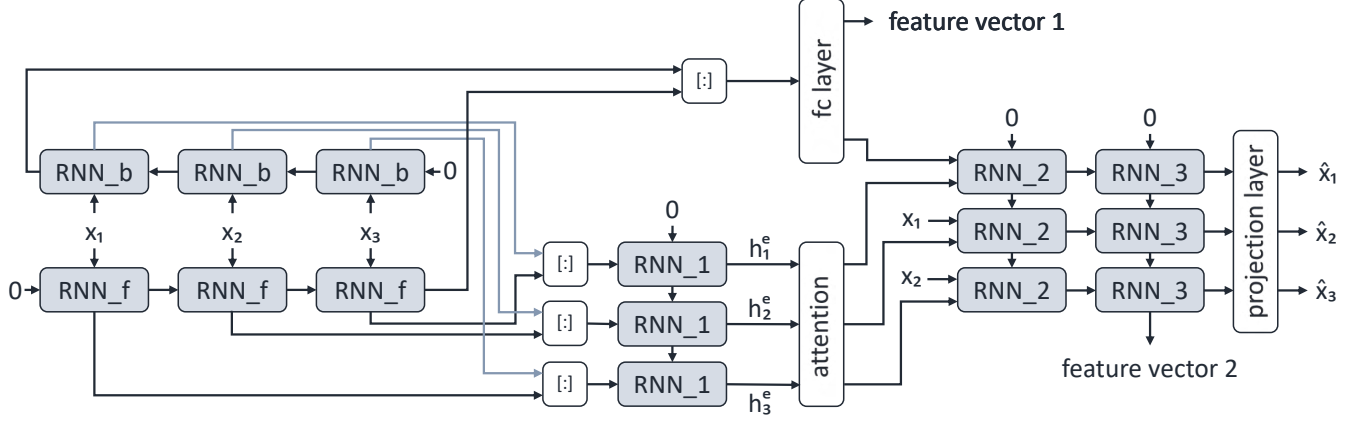 feature vector 1
fc layer
[:]
0 0
RNN_b RNN_b RNN_b 0
RNN_2 RNN_3 x̂₁
x₁ x₂ x₃
0
x₁ RNN_2 RNN_3 x̂₂
projection layer
[:] RNN_1 h₁ᵉ
0 RNN_f RNN_f RNN_f
x₂ RNN_2 RNN_3 x̂₃
[:] RNN_1 h₂ᵉ
attention
feature vector 2
[:] RNN_1 h₃ᵉ